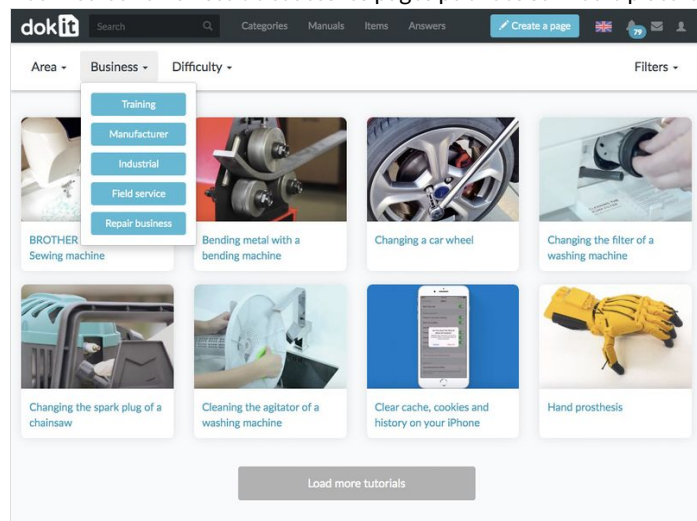 dokit
Search
Categories
Manuals
Items
Answers
Create a page
79
Area
Business
Difficulty
Filters
Training
Manufacturer
Industrial
Field service
Repair business
BROTHER
Sewing machine
Bending metal with a
bending machine
Changing a car wheel
Changing the filter of a
washing machine
Changing the spark plug of a
chainsaw
Cleaning the agitator of a
washing machine
Clear cache, cookies and
history on your iPhone
Hand prosthesis
Load more tutorials